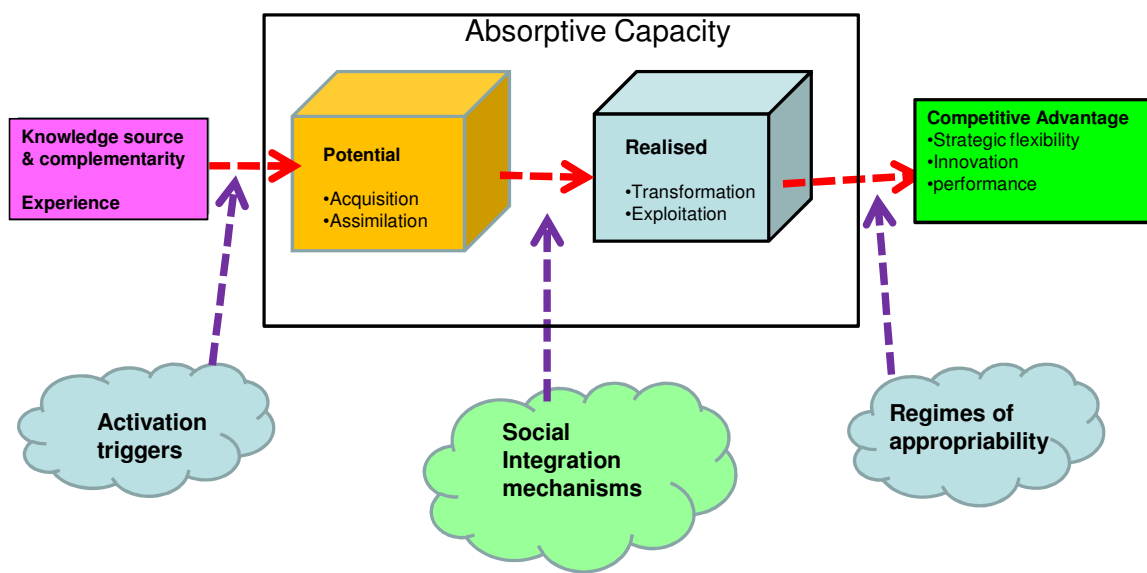 Absorptive Capacity
Knowledge source
& complementarity
Experience
Potential
•Acquisition
•Assimilation
Realised
•Transformation
•Exploitation
Competitive Advantage
•Strategic flexibility
•Innovation
•performance
Activation
triggers
Social
Integration
mechanisms
Regimes of
appropriability